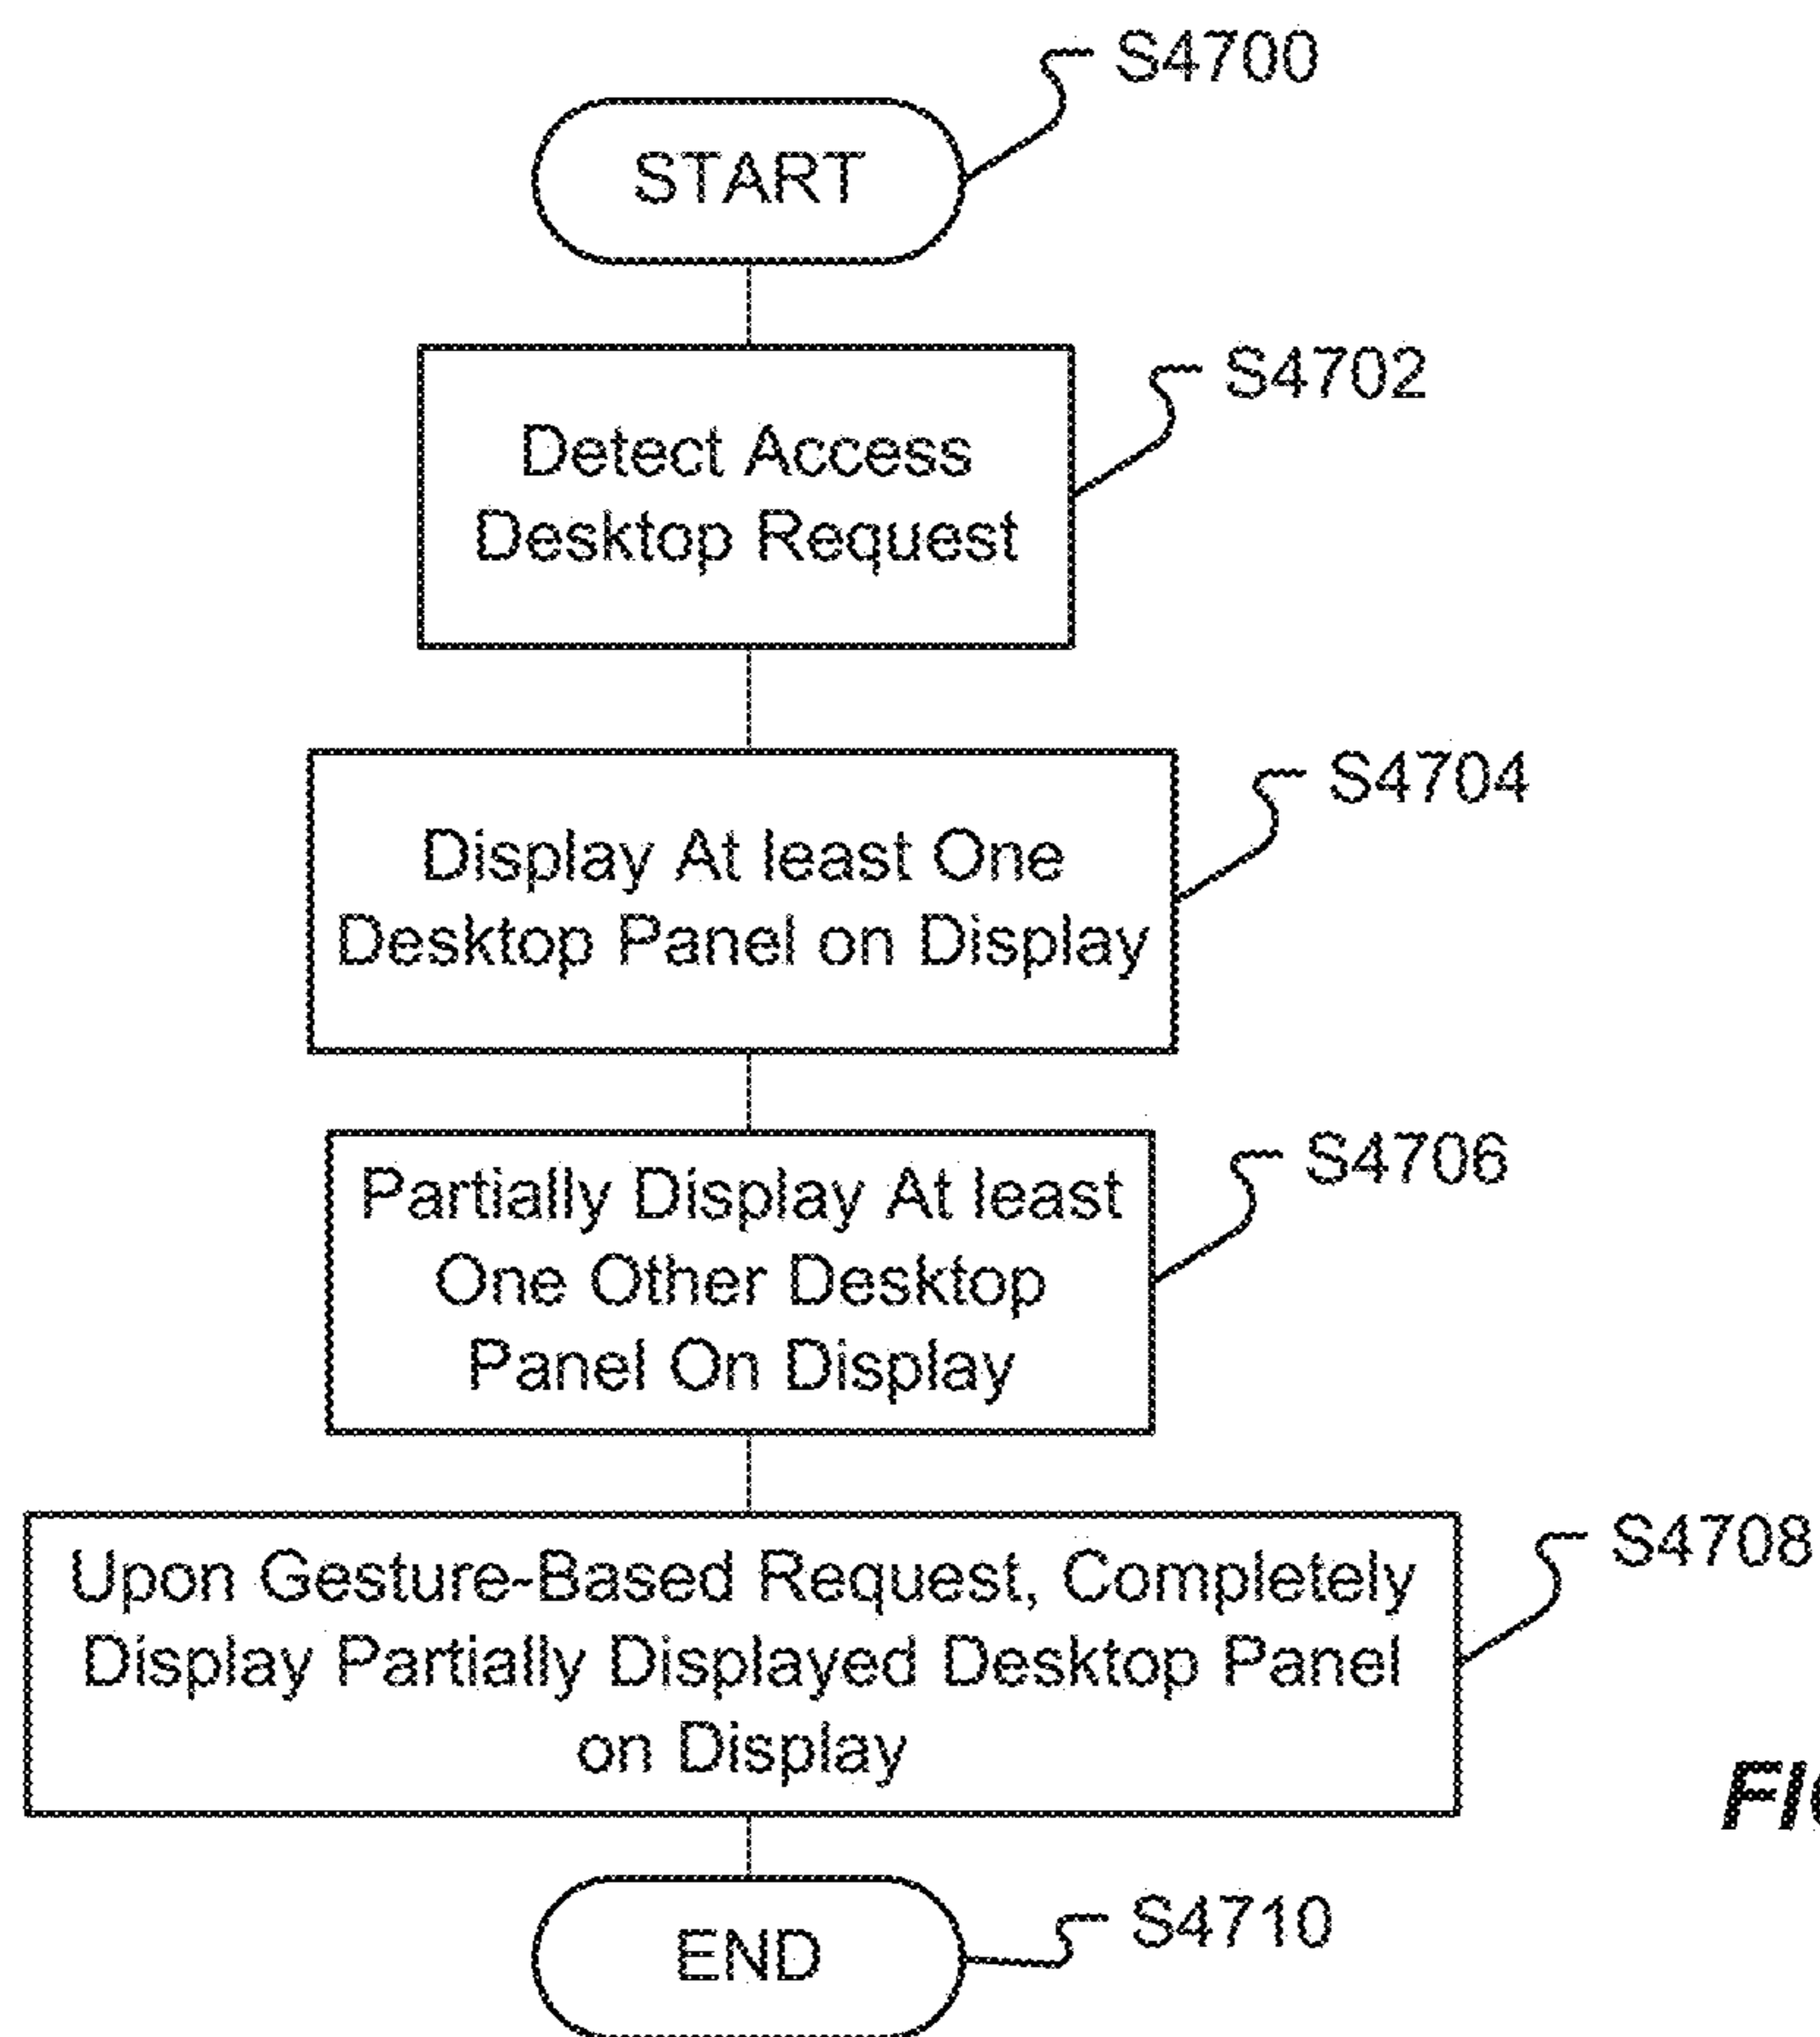 S4700
START
S4702
Detect Access
Desktop Request
S4704
Display At least One
Desktop Panel on Display
S4706
Partially Display At least
One Other Desktop
Panel On Display
S4708
Upon Gesture-Based Request, Completely
Display Partially Displayed Desktop Panel
on Display
S4710
END